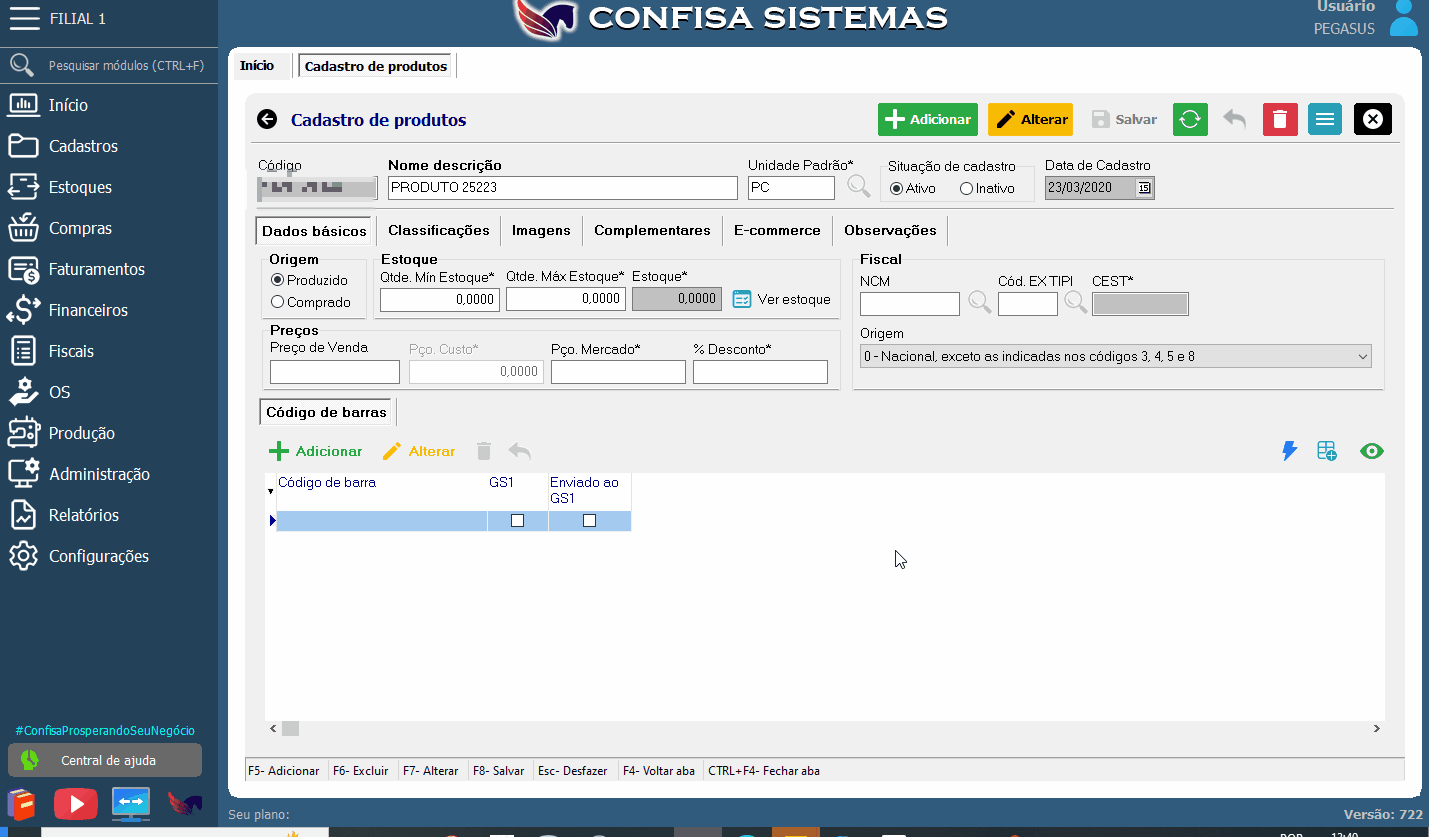 FILIAL 1
CONFISA SISTEMAS
Usuário
PEGASUS
Pesquisar módulos (CTRL+F)
Início
Cadastros
Estoques
Compras
Faturamentos
Financeiros
Fiscais
OS
Produção
Administração
Relatórios
Configurações
#ConfisaProsperandoSeuNegócio
Central de ajuda
Início Cadastro de produtos
Cadastro de produtos Adicionar Alterar Salvar
Código Nome descrição Unidade Padrão* Situação de cadastro Data de Cadastro
PRODUTO 25223 PC Ativo Inativo 23/03/2020 15
Dados básicos Classificações Imagens Complementares E-commerce Observações
Origem Estoque Fiscal
Produzido Qtde. Mín Estoque* Qtde. Máx Estoque* Estoque* NCM Cód. EX TIPI CEST*
Comprado 0,0000 0,0000 0,0000 Ver estoque
Preços Origem
Preço de Venda Pço. Custo* Pço. Mercado* % Desconto* 0 - Nacional, exceto as indicadas nos códigos 3, 4, 5 e 8
0,0000
Código de barras
Adicionar Alterar
Código de barra GS1 Enviado ao
GS1
F5- Adicionar F6- Excluir F7- Alterar F8- Salvar Esc- Desfazer F4- Voltar aba CTRL+F4- Fechar aba
Seu plano: Versão: 722